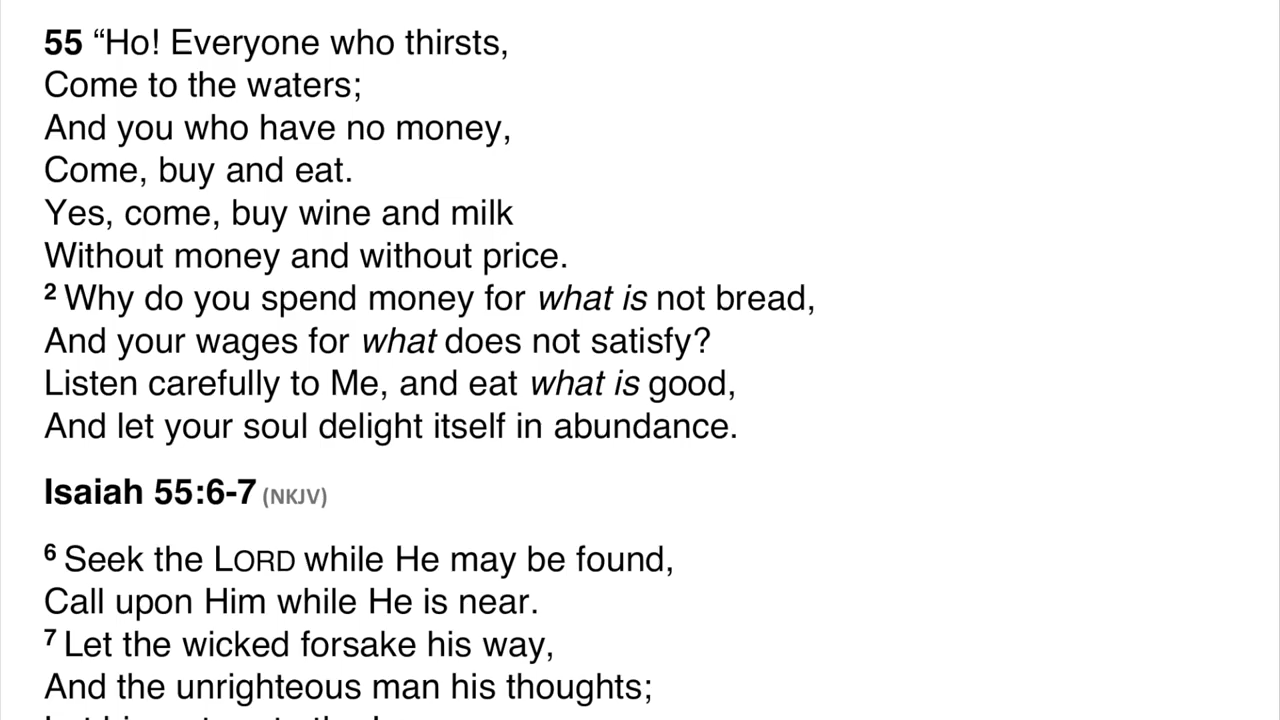 55 “Ho! Everyone who thirsts,
Come to the waters;
And you who have no money,
Come, buy and eat.
Yes, come, buy wine and milk
Without money and without price.
2 Why do you spend money for what is not bread,
And your wages for what does not satisfy?
Listen carefully to Me, and eat what is good,
And let your soul delight itself in abundance.
Isaiah 55:6-7 (NKJV)
6 Seek the LORD while He may be found,
Call upon Him while He is near.
7 Let the wicked forsake his way,
And the unrighteous man his thoughts;